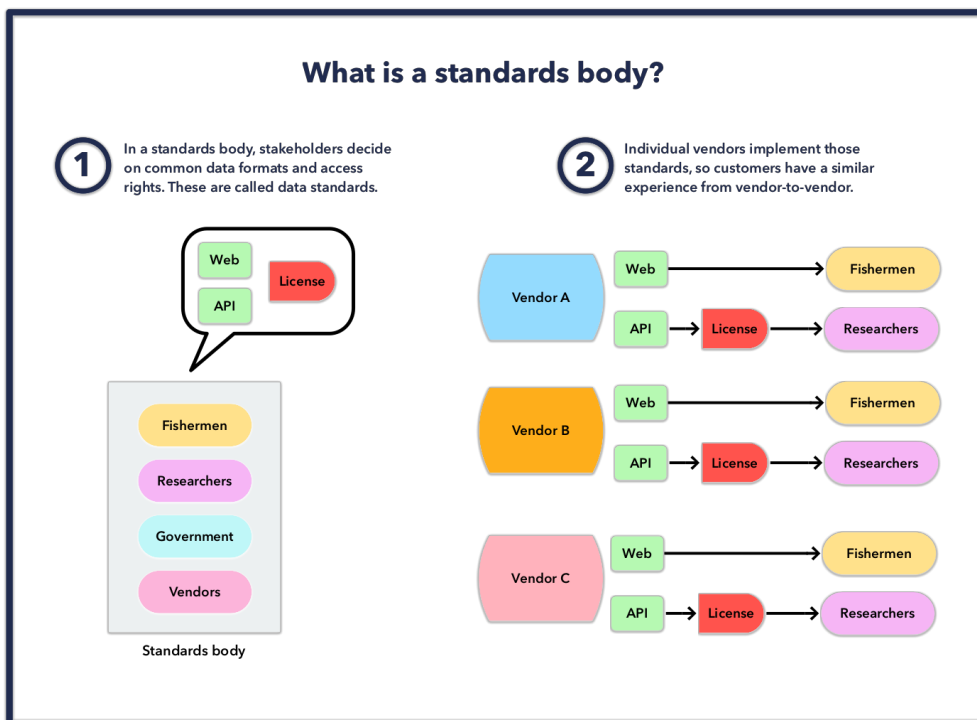 What is a standards body?
1
In a standards body, stakeholders decide
on common data formats and access
rights. These are called data standards.
Web
License
API
Fishermen
Researchers
Government
Vendors
Standards body
2
Individual vendors implement those
standards, so customers have a similar
experience from vendor-to-vendor.
Vendor A
Web
Fishermen
API
License
Researchers
Vendor B
Web
Fishermen
API
License
Researchers
Vendor C
Web
Fishermen
API
License
Researchers